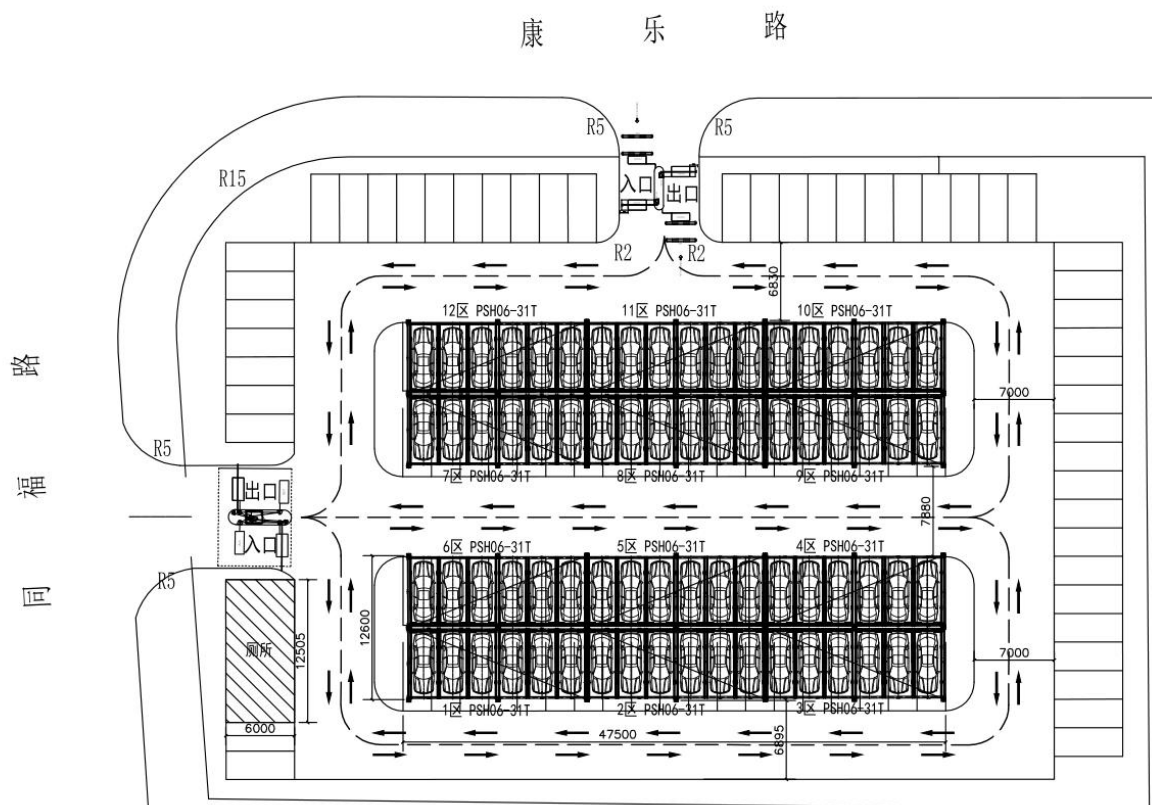 康 乐 路
R5
R5
R15
入口
出口
R2
R2
6830
12区 PSH06-31T
11区 PSH06-31T
10区 PSH06-31T
7000
7区 PSH06-31T
8区 PSH06-31T
9区 PSH06-31T
同 福 路
R5
出口
入口
7880
R5
6区 PSH06-31T
5区 PSH06-31T
4区 PSH06-31T
厕所
12505
12600
7000
6000
1区 PSH06-31T
2区 PSH06-31T
3区 PSH06-31T
47500
6895